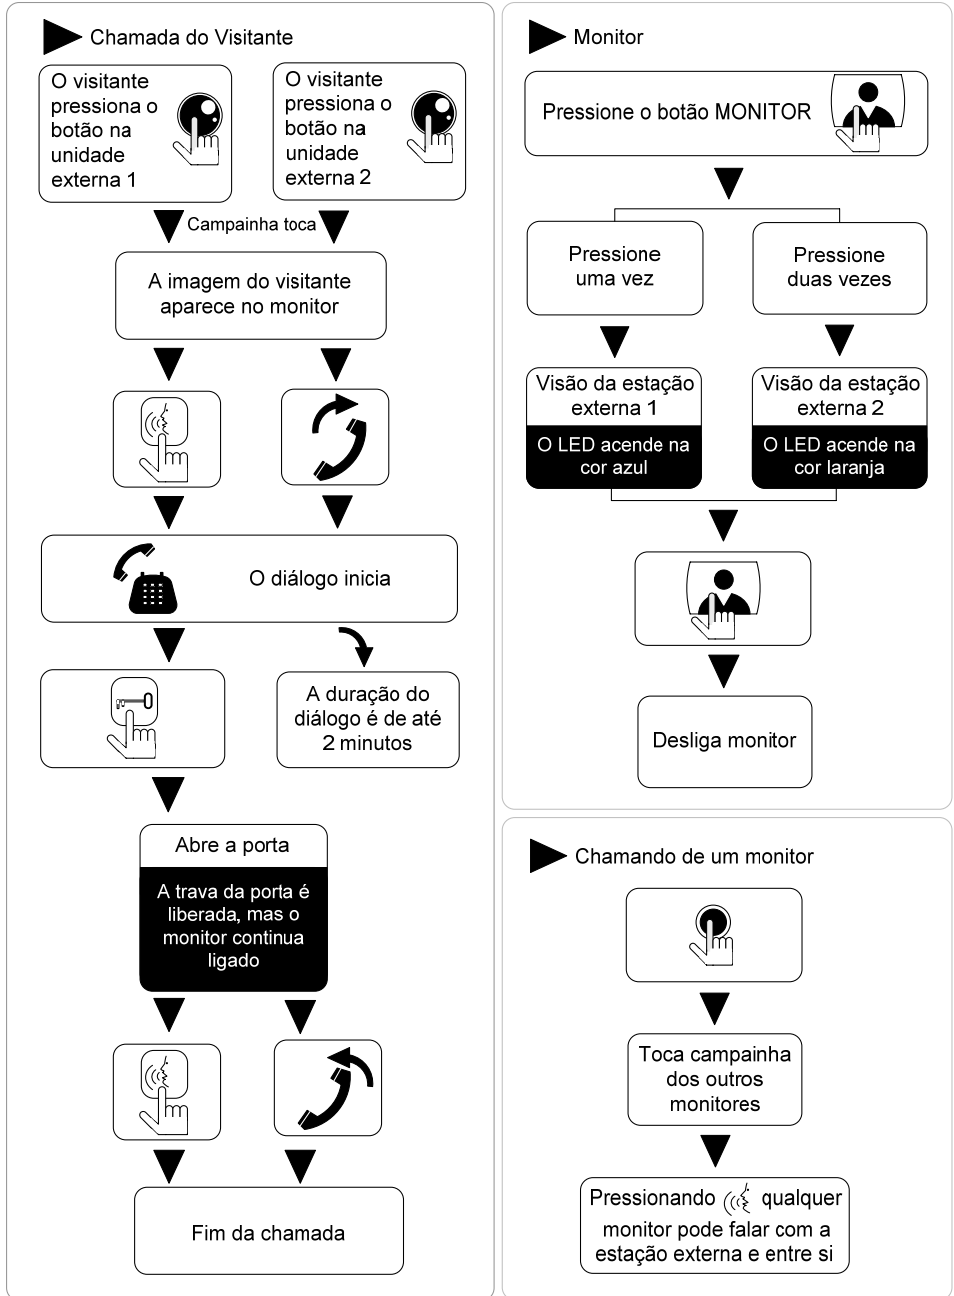 Chamada do Visitante
O visitante
pressiona o
botão na
unidade
externa 1
O visitante
pressiona o
botão na
unidade
externa 2
Campainha toca
A imagem do visitante
aparece no monitor
O diálogo inicia
A duração do
diálogo é de até
2 minutos
Abre a porta
A trava da porta é
liberada, mas o
monitor continua
ligado
Fim da chamada
Monitor
Pressione o botão MONITOR
Pressione
uma vez
Pressione
duas vezes
Visão da estação
externa 1
O LED acende na
cor azul
Visão da estação
externa 2
O LED acende na
cor laranja
Desliga monitor
Chamando de um monitor
Toca campainha
dos outros
monitores
Pressionando qualquer
monitor pode falar com a
estação externa e entre si